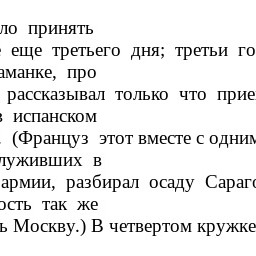 ло принять
еще третьего дня; третьи го
аманке, про
рассказывал только что прие
в испанском
(Француз этот вместе с одним
луживших в
армии, разбирал осаду Сараго
ость так же
ь Москву.) В четвертом кружке